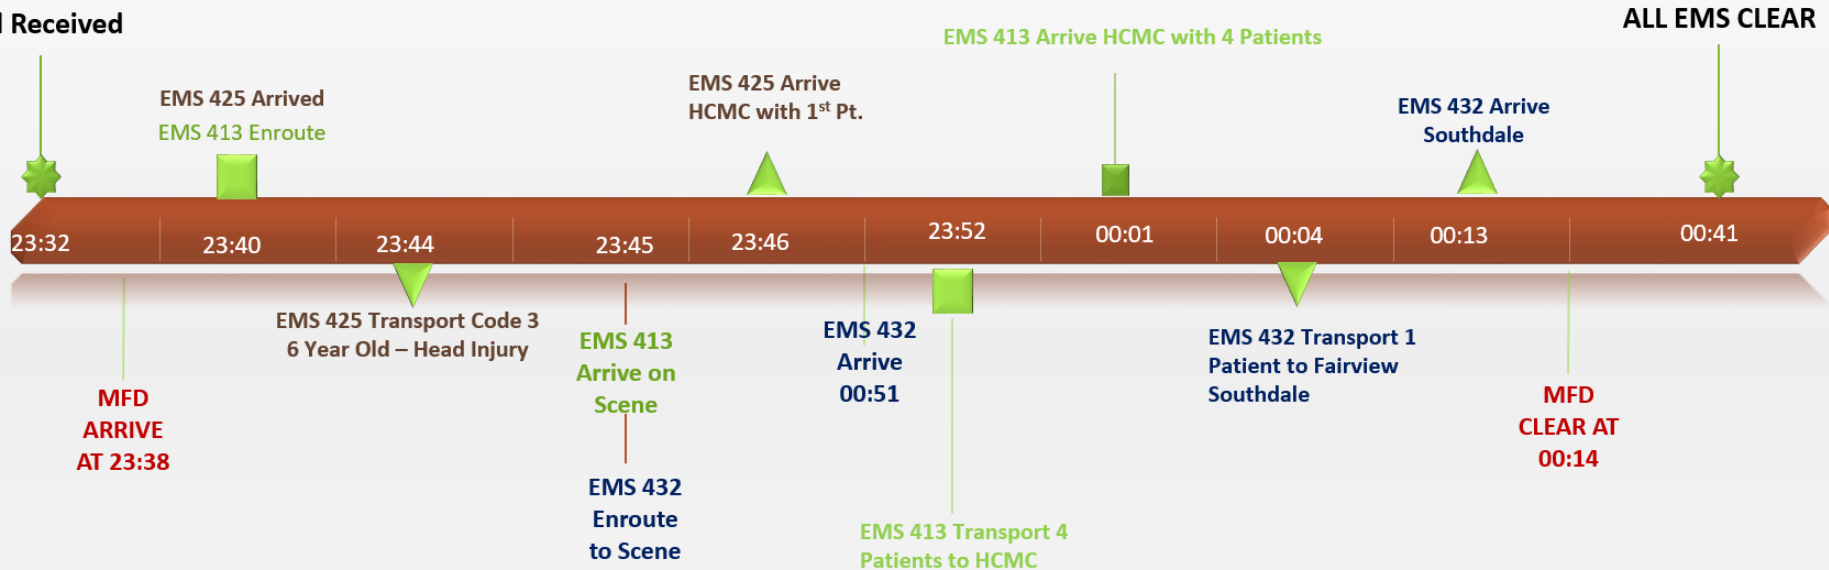 Received
ALL EMS CLEAR
EMS 413 Arrive HCMC with 4 Patients
EMS 425 Arrived
EMS 413 Enroute
EMS 425 Arrive
HCMC with 1st Pt.
EMS 432 Arrive
Southdale
23:32
23:40
23:44
23:45
23:46
23:52
00:01
00:04
00:13
00:41
MFD
ARRIVE
AT 23:38
EMS 425 Transport Code 3
6 Year Old – Head Injury
EMS 413
Arrive on
Scene
EMS 432
Enroute
to Scene
EMS 432
Arrive
00:51
EMS 413 Transport 4
Patients to HCMC
EMS 432 Transport 1
Patient to Fairview
Southdale
MFD
CLEAR AT
00:14